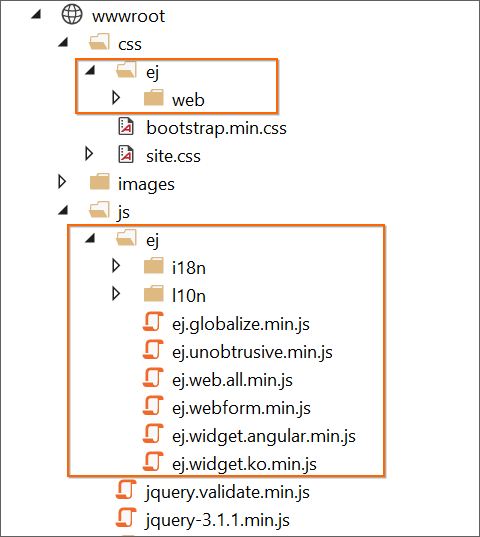 wwwroot
css
ej
web
bootstrap.min.css
site.css
images
js
ej
i18n
l10n
ej.globalize.min.js
ej.unobtrusive.min.js
ej.web.all.min.js
ej.webform.min.js
ej.widget.angular.min.js
ej.widget.ko.min.js
jquery.validate.min.js
jquery-3.1.1.min.js